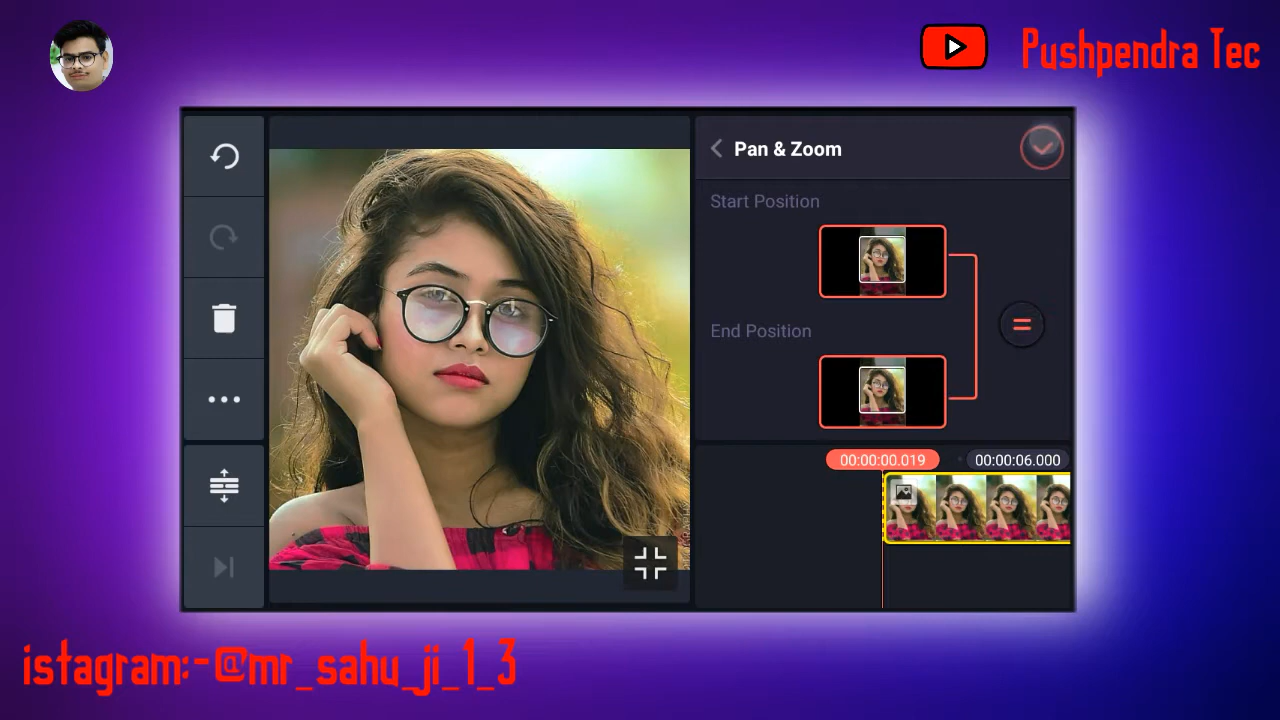 Pushpendra Tec
Pan & Zoom
Start Position
End Position
00:00:00.019
00:00:06.000
istagram:-@mr_sahu_ji_1_3